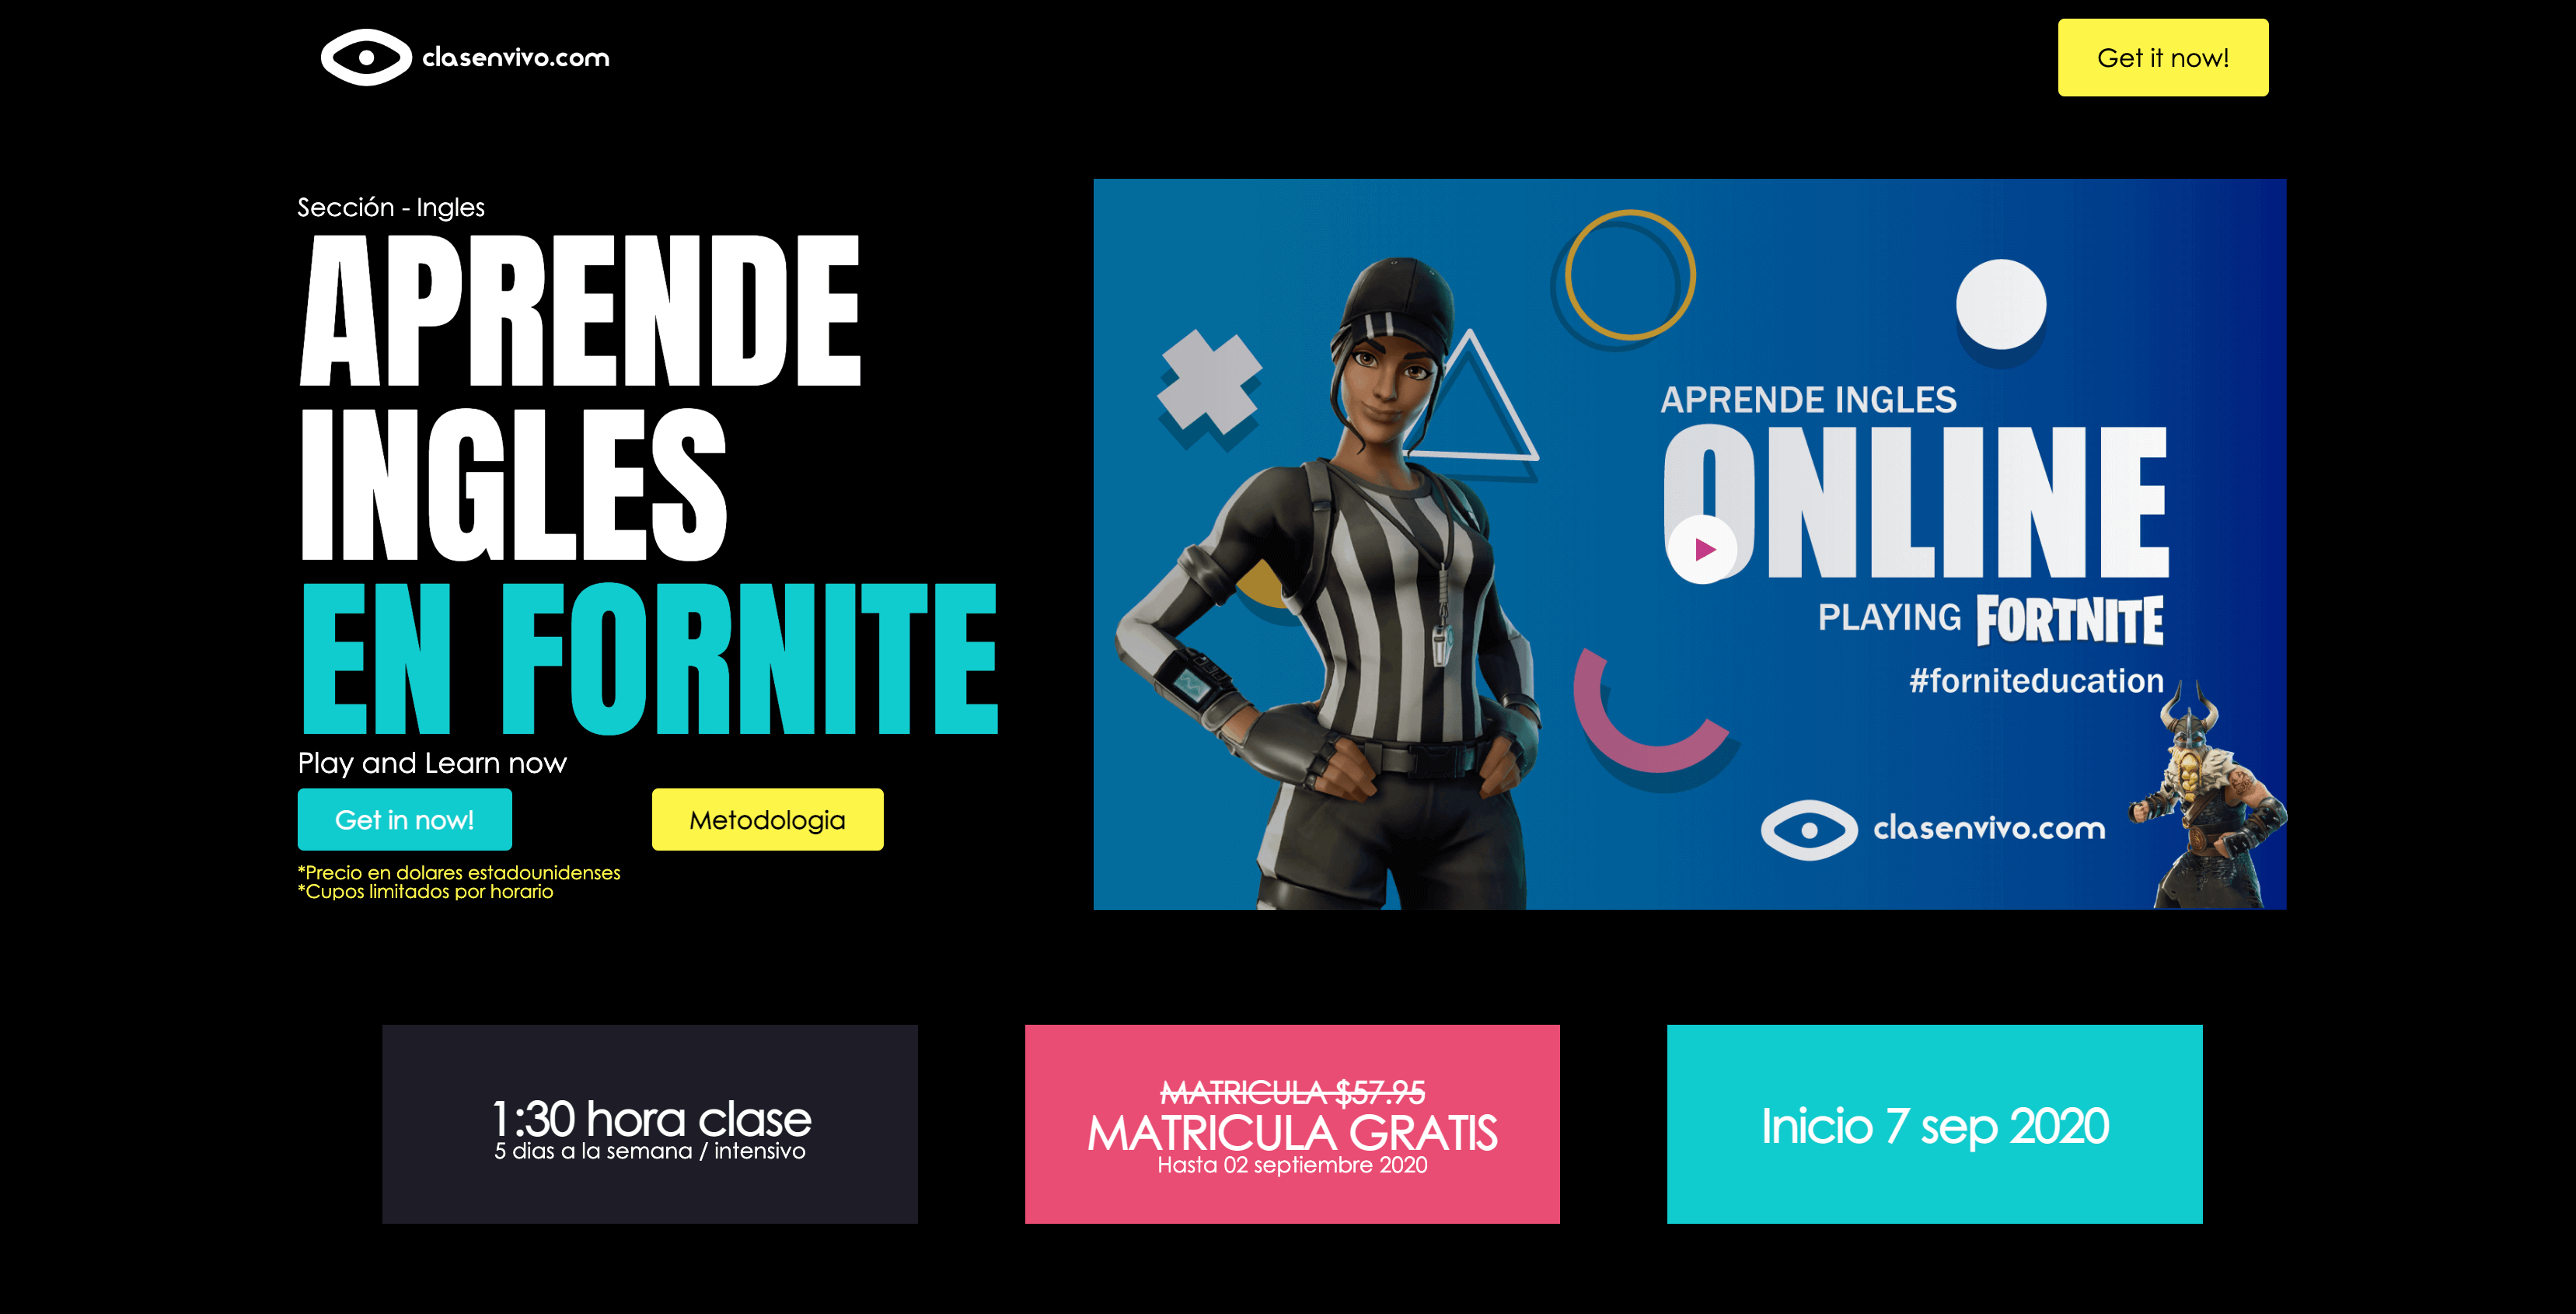 clasenvivo.com
Get it now!
Sección - Ingles
APRENDE
INGLES
EN FORNITE
Play and Learn now
Get in now!
Metodologia
*Precio en dolares estadounidenses
*Cupos limitados por horario
APRENDE INGLES
ONLINE
PLAYING FORTNITE
#forniteducation
clasenvivo.com
1:30 hora clase
5 dias a la semana / intensivo
MATRICULA $57.95
MATRICULA GRATIS
Hasta 02 septiembre 2020
Inicio 7 sep 2020